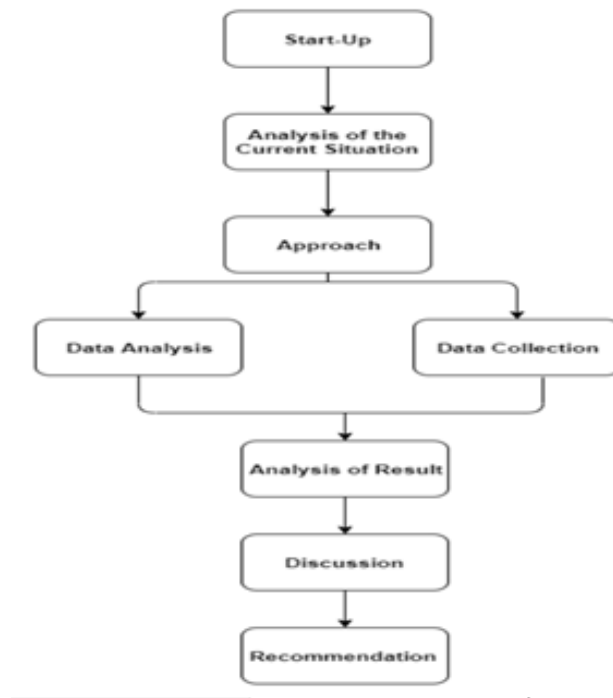 Start-Up
Analysis of the
Current Situation
Approach
Data Analysis
Data Collection
Analysis of Result
Discussion
Recommendation